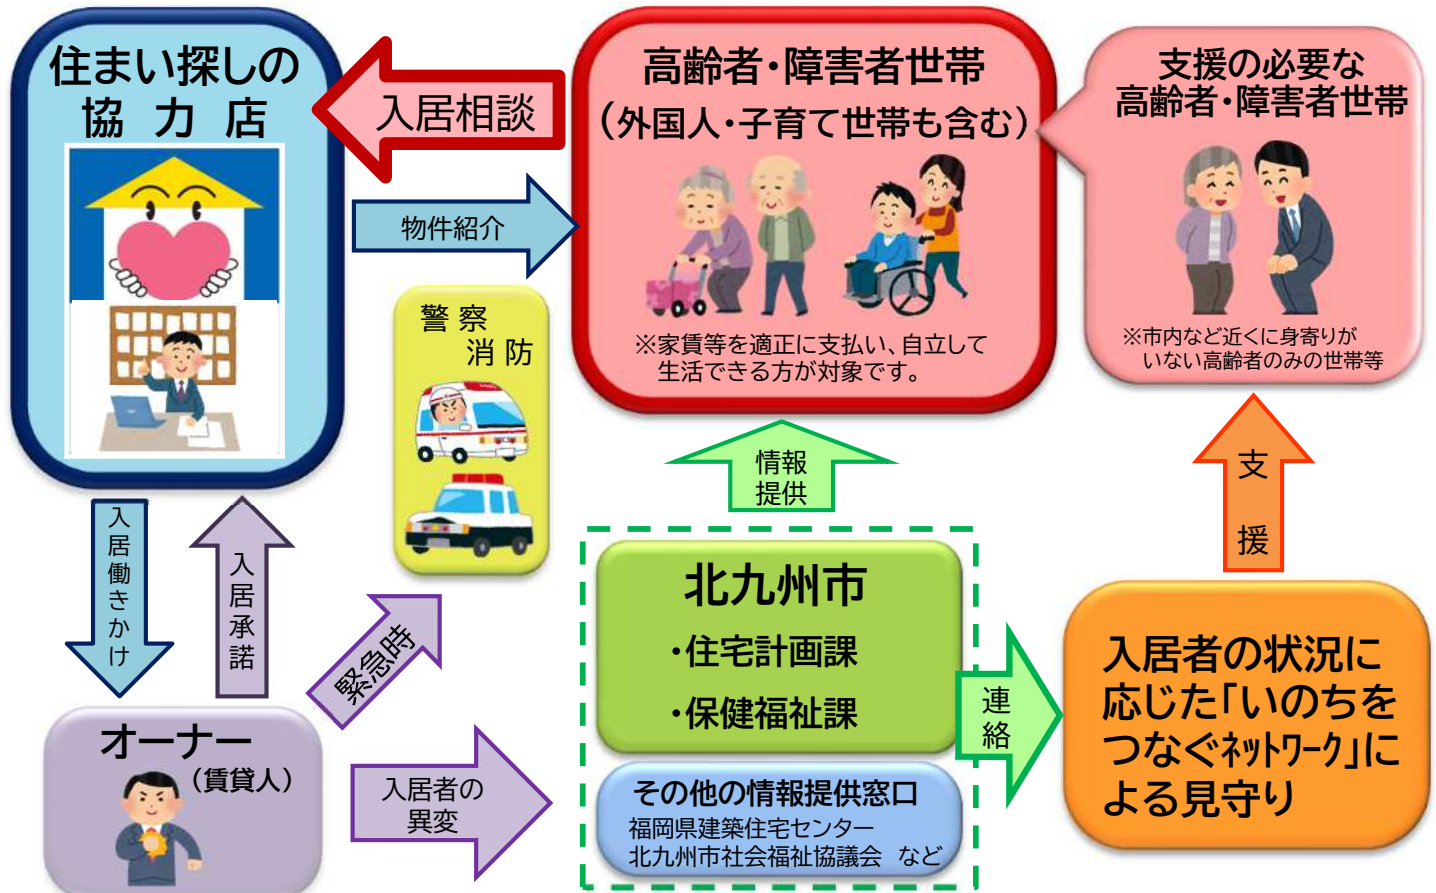 住まい探しの
協 力 店
入居相談
高齢者・障害者世帯
（外国人・子育て世帯も含む）
※家賃等を適正に支払い、自立して
生活できる方が対象です。
支援の必要な
高齢者・障害者世帯
※市内など近くに身寄りが
いない高齢者のみの世帯等
物件紹介
警 察
消 防
情報
提供
支
援
入居働きかけ
入居承諾
緊急時
オーナー
（賃貸人）
入居者の
異変
北九州市
・住宅計画課
・保健福祉課
その他の情報提供窓口
福岡県建築住宅センター
北九州市社会福祉協議会　など
連絡
入居者の状況に
応じた「いのちを
つなぐﾈｯﾄﾜｰｸ」に
よる見守り